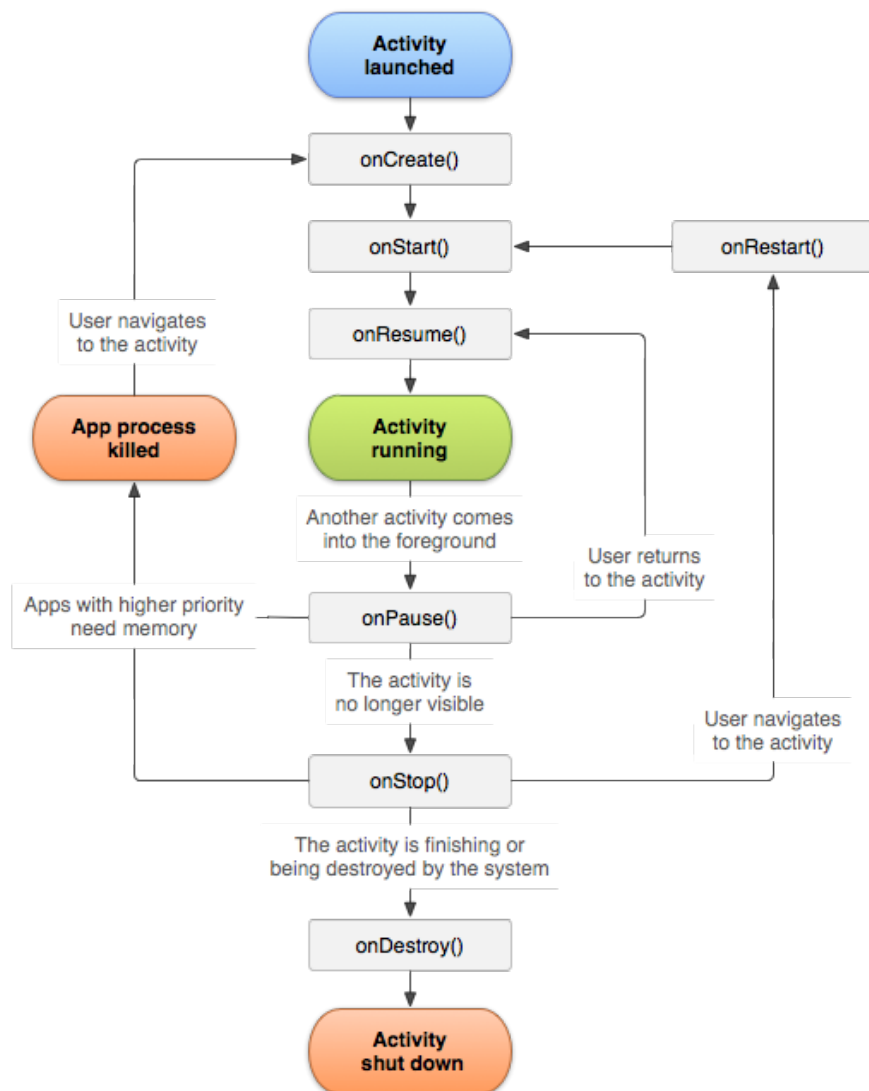 Activity
launched
onCreate()
onStart()
onRestart()
onResume()
User navigates
to the activity
App process
killed
Activity
running
Another activity comes
into the foreground
User returns
to the activity
Apps with higher priority
need memory
onPause()
The activity is
no longer visible
User navigates
to the activity
onStop()
The activity is finishing or
being destroyed by the system
onDestroy()
Activity
shut down